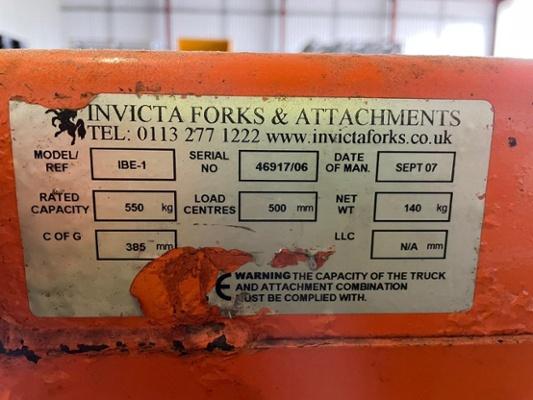 INVICTA FORKS & ATTACHMENTS
TEL: 0113 277 1222 www.invictaforks.co.uk
MODEL/ REF IBE-1 SERIAL NO 46917/06 DATE OF MAN. SEPT 07
RATED CAPACITY 550 kg LOAD CENTRES 500 mm NET WT 140 kg
C OF G 385 mm LLC N/A mm
CE WARNING THE CAPACITY OF THE TRUCK
AND ATTACHMENT COMBINATION
MUST BE COMPLIED WITH.